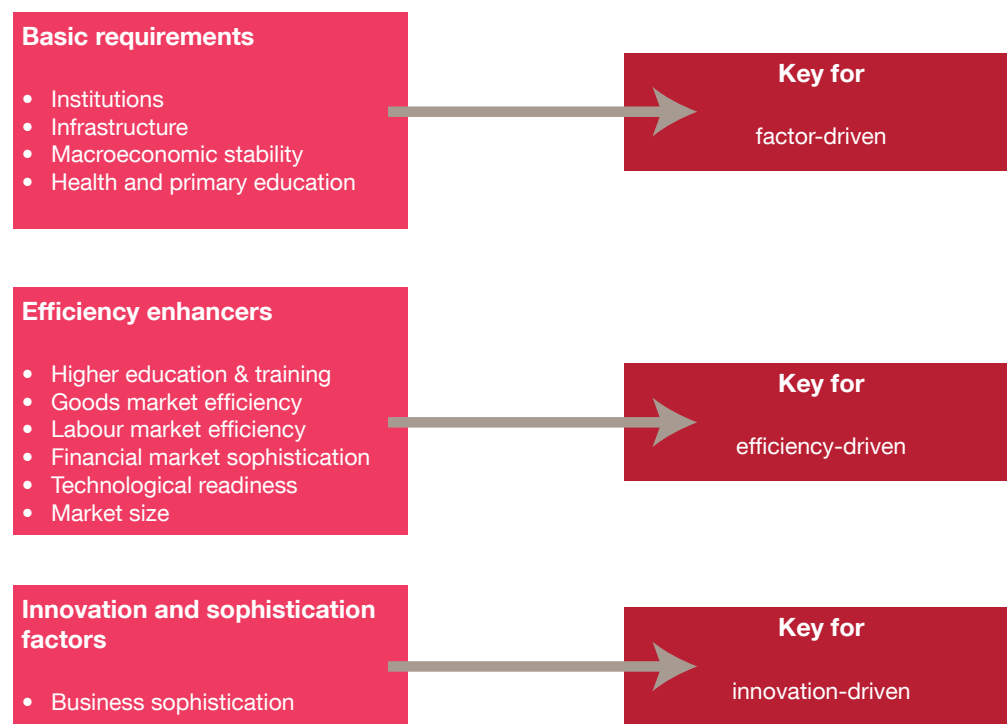 Basic requirements
• Institutions
• Infrastructure
• Macroeconomic stability
• Health and primary education
Key for
factor-driven
Efficiency enhancers
• Higher education & training
• Goods market efficiency
• Labour market efficiency
• Financial market sophistication
• Technological readiness
• Market size
Key for
efficiency-driven
Innovation and sophistication
factors
• Business sophistication
Key for
innovation-driven